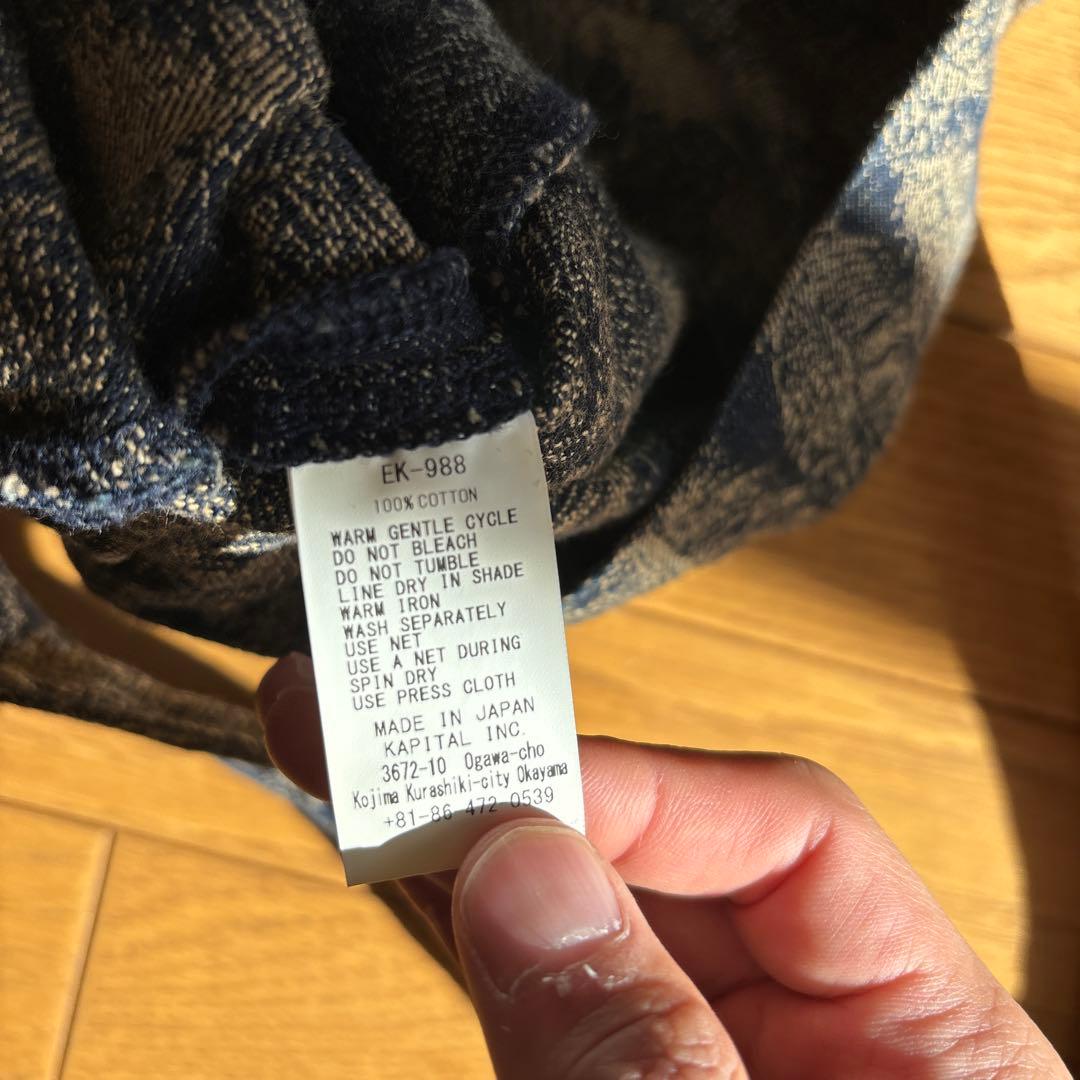 EK-988
100% COTTON
WARM GENTLE CYCLE
DO NOT BLEACH
DO NOT TUMBLE
LINE DRY IN SHADE
WARM IRON
WASH SEPARATELY
USE NET
USE A NET DURING
SPIN DRY
USE PRESS CLOTH
MADE IN JAPAN
KAPITAL INC.
3672-10 Ogawa-cho
Kojima Kurashiki-city Okayama
+81-86-472-0539